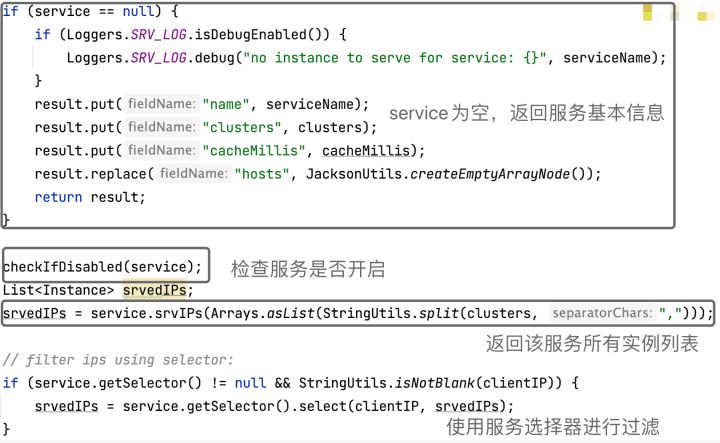 if (service == null) {
if (Loggers.SRV_LOG.isDebugEnabled()) {
Loggers.SRV_LOG.debug("no instance to serve for service: {}", serviceName);
}
result.put( fieldName: "name", serviceName);
service为空，返回服务基本信息
result.put( fieldName: "clusters", clusters);
result.put( fieldName: "cacheMillis", cacheMillis);
result.replace( fieldName: "hosts", JacksonUtils.createEmptyArrayNode());
return result;
}
checkIfDisabled(service);
检查服务是否开启
List<Instance> srvedIPs;
srvedIPs = service.srvIPs(Arrays.asList(StringUtils.split(clusters, separatorChars: ",")));
返回该服务所有实例列表
// filter ips using selector:
if (service.getSelector() != null && StringUtils.isNotBlank(clientIP)) {
srvedIPs = service.getSelector().select(clientIP, srvedIPs);
使用服务选择器进行过滤
}